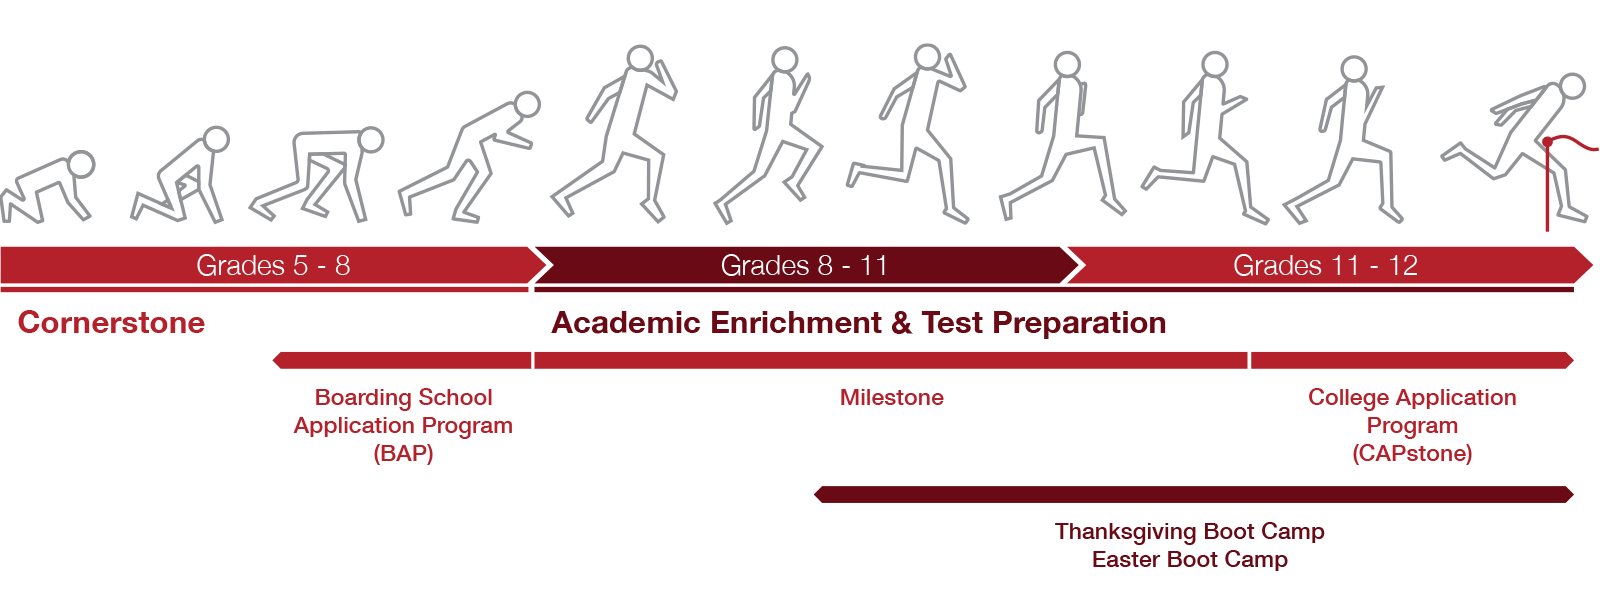 Grades 5 - 8
Grades 8 - 11
Grades 11 - 12
Cornerstone
Academic Enrichment & Test Preparation
Boarding School
Application Program
(BAP)
Milestone
College Application
Program
(CAPstone)
Thanksgiving Boot Camp
Easter Boot Camp